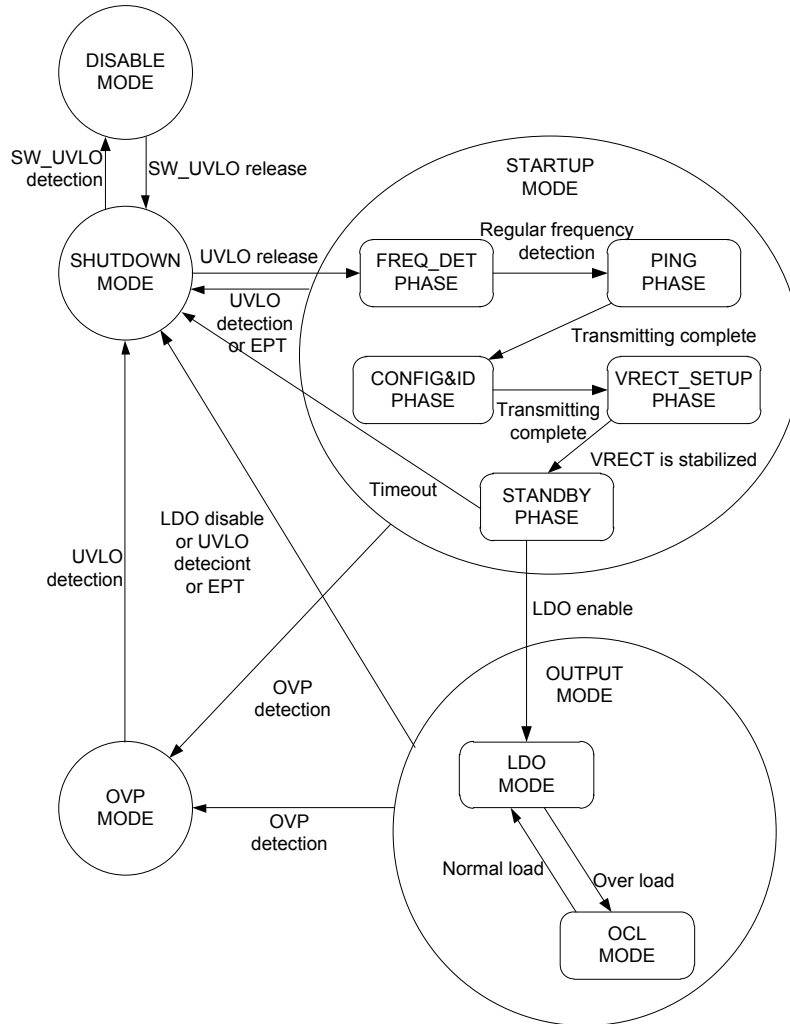 DISABLE
MODE
SW_UVLO
detection
SW_UVLO release
STARTUP
MODE
SHUTDOWN
MODE
UVLO release
FREQ_DET
PHASE
Regular frequency
detection
PING
PHASE
UVLO
detection
or EPT
Transmitting complete
CONFIG&ID
PHASE
Transmitting
complete
VRECT_SETUP
PHASE
VRECT is stabilized
Timeout
STANDBY
PHASE
LDO disable
or UVLO
deteciont
or EPT
UVLO
detection
LDO enable
OVP
detection
OUTPUT
MODE
LDO
MODE
OVP
MODE
OVP
detection
Normal load
Over load
OCL
MODE